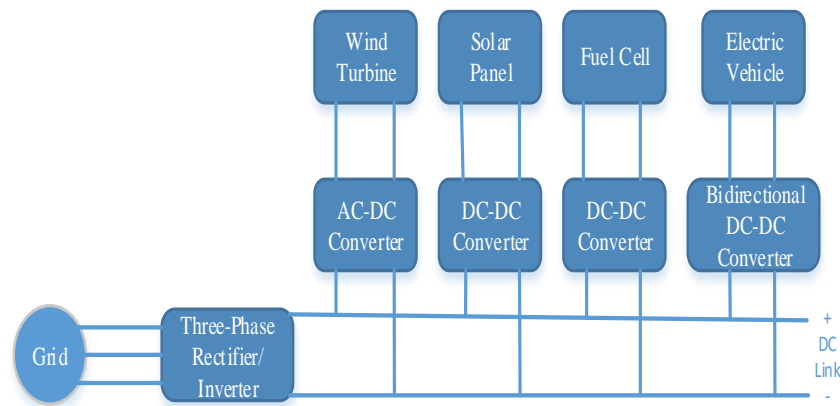 Wind
Turbine
Solar
Panel
Fuel Cell
Electric
Vehicle
AC-DC
Converter
DC-DC
Converter
DC-DC
Converter
Bidirectional
DC-DC
Converter
Grid
Three-Phase
Rectifier/
Inverter
+
DC
Link
-